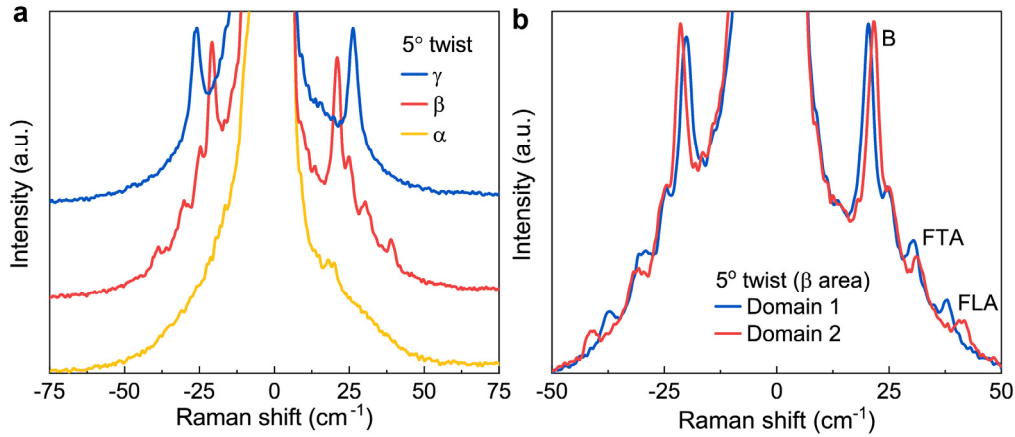 a
5° twist
γ
β
α
Intensity (a.u.)
-75 -50 -25 0 25 50 75
Raman shift (cm⁻¹)
b
B
FTA
FLA
5° twist (β area)
Domain 1
Domain 2
Intensity (a.u.)
-50 -25 0 25 50
Raman shift (cm⁻¹)